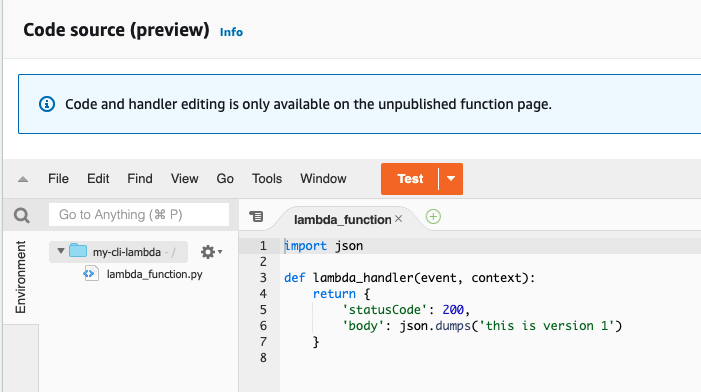 Code source (preview) Info
Code and handler editing is only available on the unpublished function page.
File Edit Find View Go Tools Window Test
Go to Anything (⌘ P)
lambda_function
Environment
my-cli-lambda - /
lambda_function.py
1 import json
2
3 def lambda_handler(event, context):
4     return {
5         'statusCode': 200,
6         'body': json.dumps('this is version 1')
7     }
8